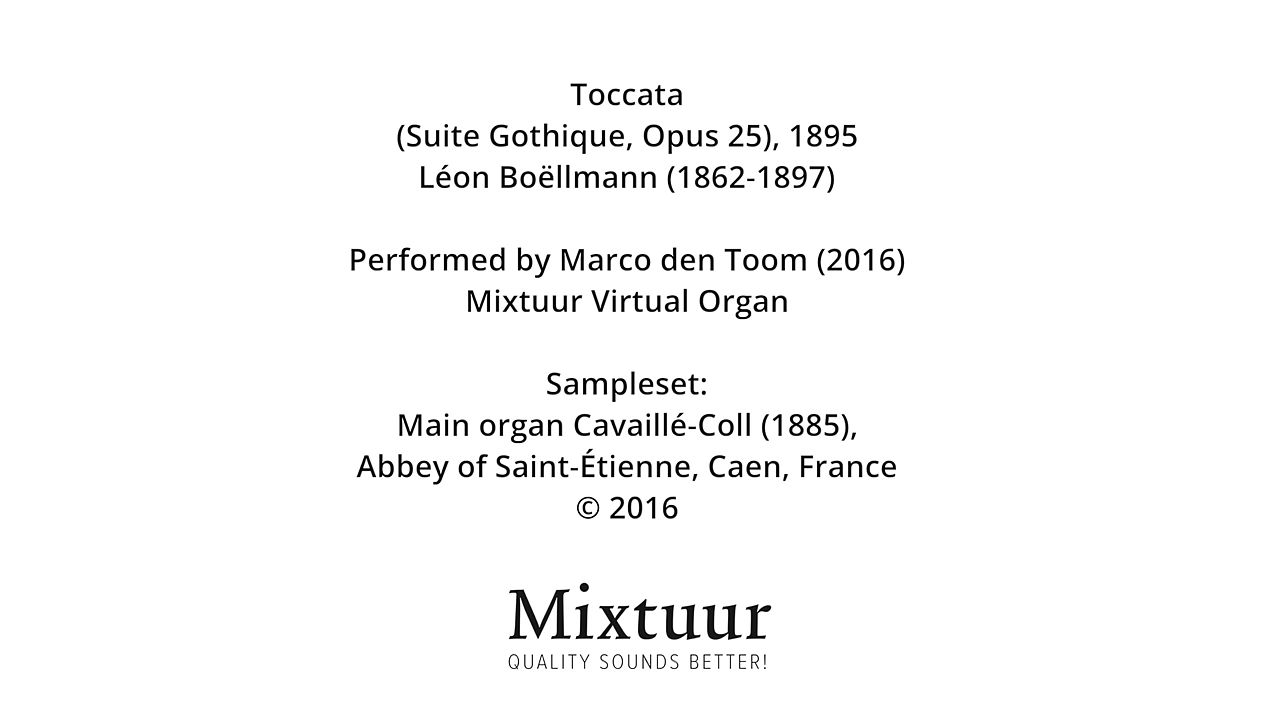 Toccata
(Suite Gothique, Opus 25), 1895
Léon Boëllmann (1862-1897)
Performed by Marco den Toom (2016)
Mixtuur Virtual Organ
Sampleset:
Main organ Cavaillé-Coll (1885),
Abbey of Saint-Étienne, Caen, France
© 2016
Mixtuur
QUALITY SOUNDS BETTER!